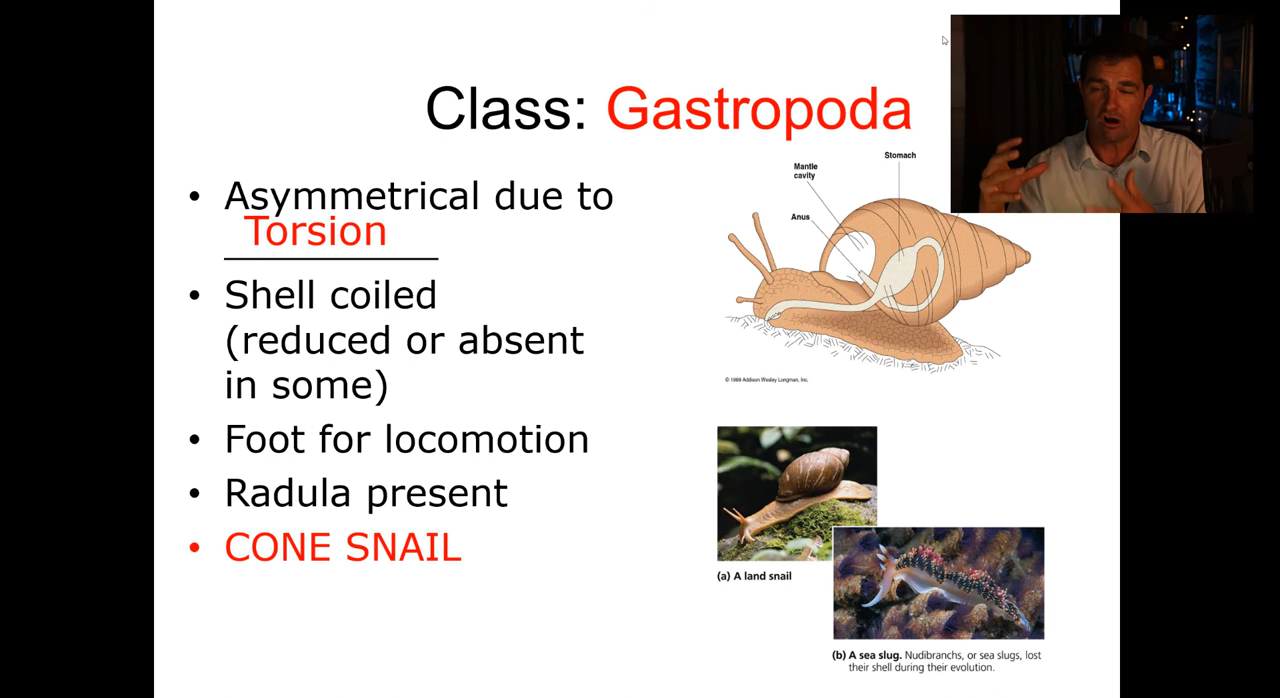 Class: Gastropoda
• Asymmetrical due to
Torsion
• Shell coiled
(reduced or absent
in some)
• Foot for locomotion
• Radula present
• CONE SNAIL
Stomach
Mantle
cavity
Anus
© 1999 Addison Wesley Longman, Inc.
(a) A land snail
(b) A sea slug. Nudibranchs, or sea slugs, lost
their shell during their evolution.